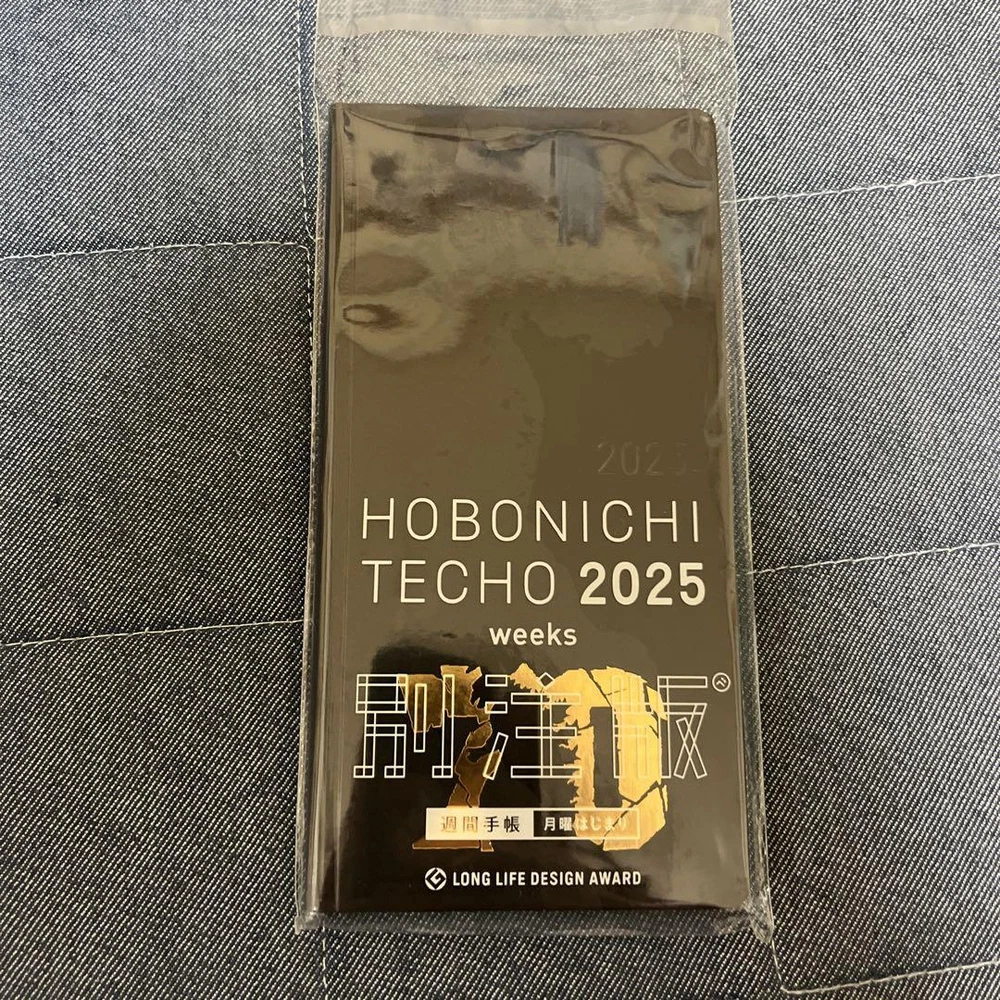 2025
HOBONICHI
TECHO 2025
weeks
別注版
20
週間手帳 月曜はじまり
LONG LIFE DESIGN AWARD